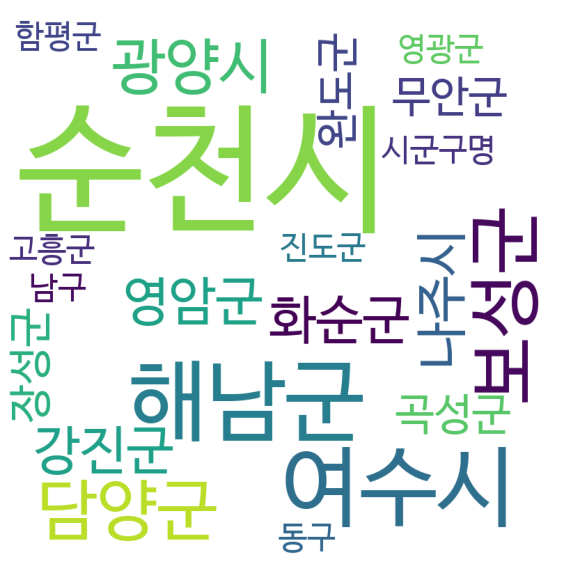 함평군
광양시
완도군
영광군
무안군
순천시
시군구명
고흥군
진도군
나주시
보성군
남구
영암군
화순군
장성군
해남군
곡성군
강진군
여수시
담양군
동구